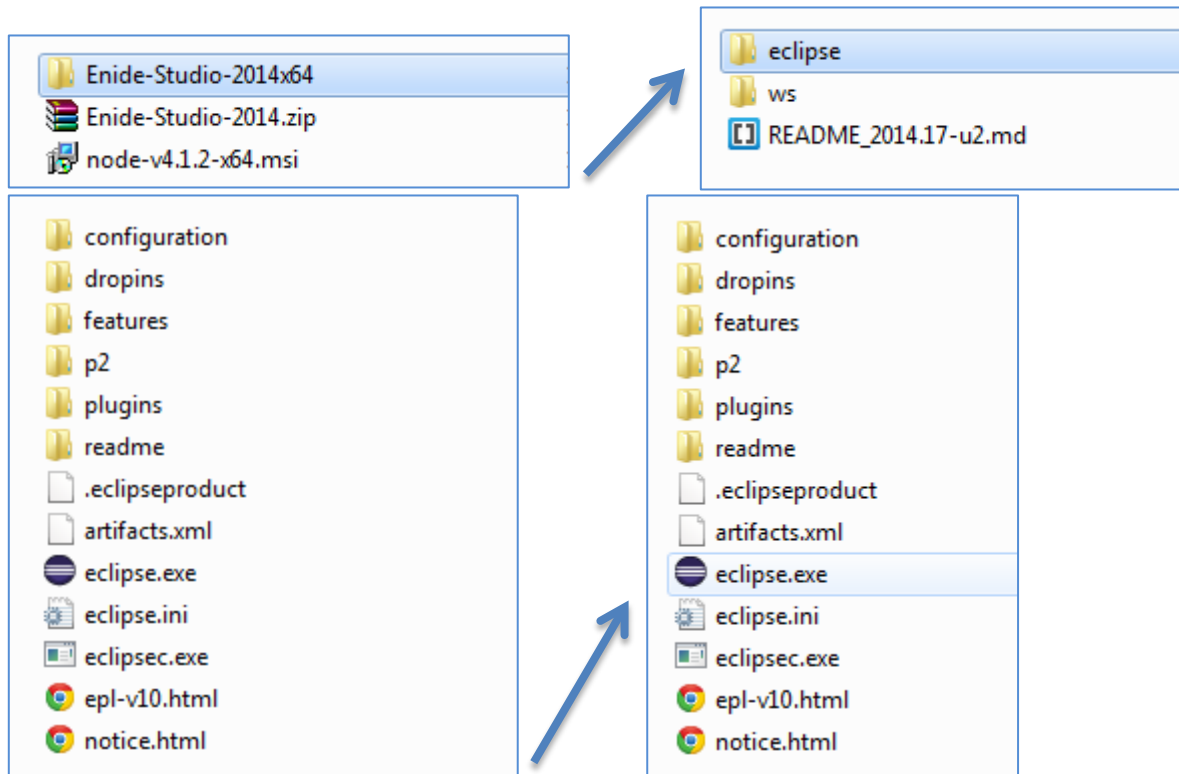 Enide-Studio-2014x64
Enide-Studio-2014.zip
node-v4.1.2-x64.msi
eclipse
ws
README_2014.17-u2.md
configuration
dropins
features
p2
plugins
readme
.eclipseproduct
artifacts.xml
eclipse.exe
eclipse.ini
eclipsec.exe
epl-v10.html
notice.html
configuration
dropins
features
p2
plugins
readme
.eclipseproduct
artifacts.xml
eclipse.exe
eclipse.ini
eclipsec.exe
epl-v10.html
notice.html